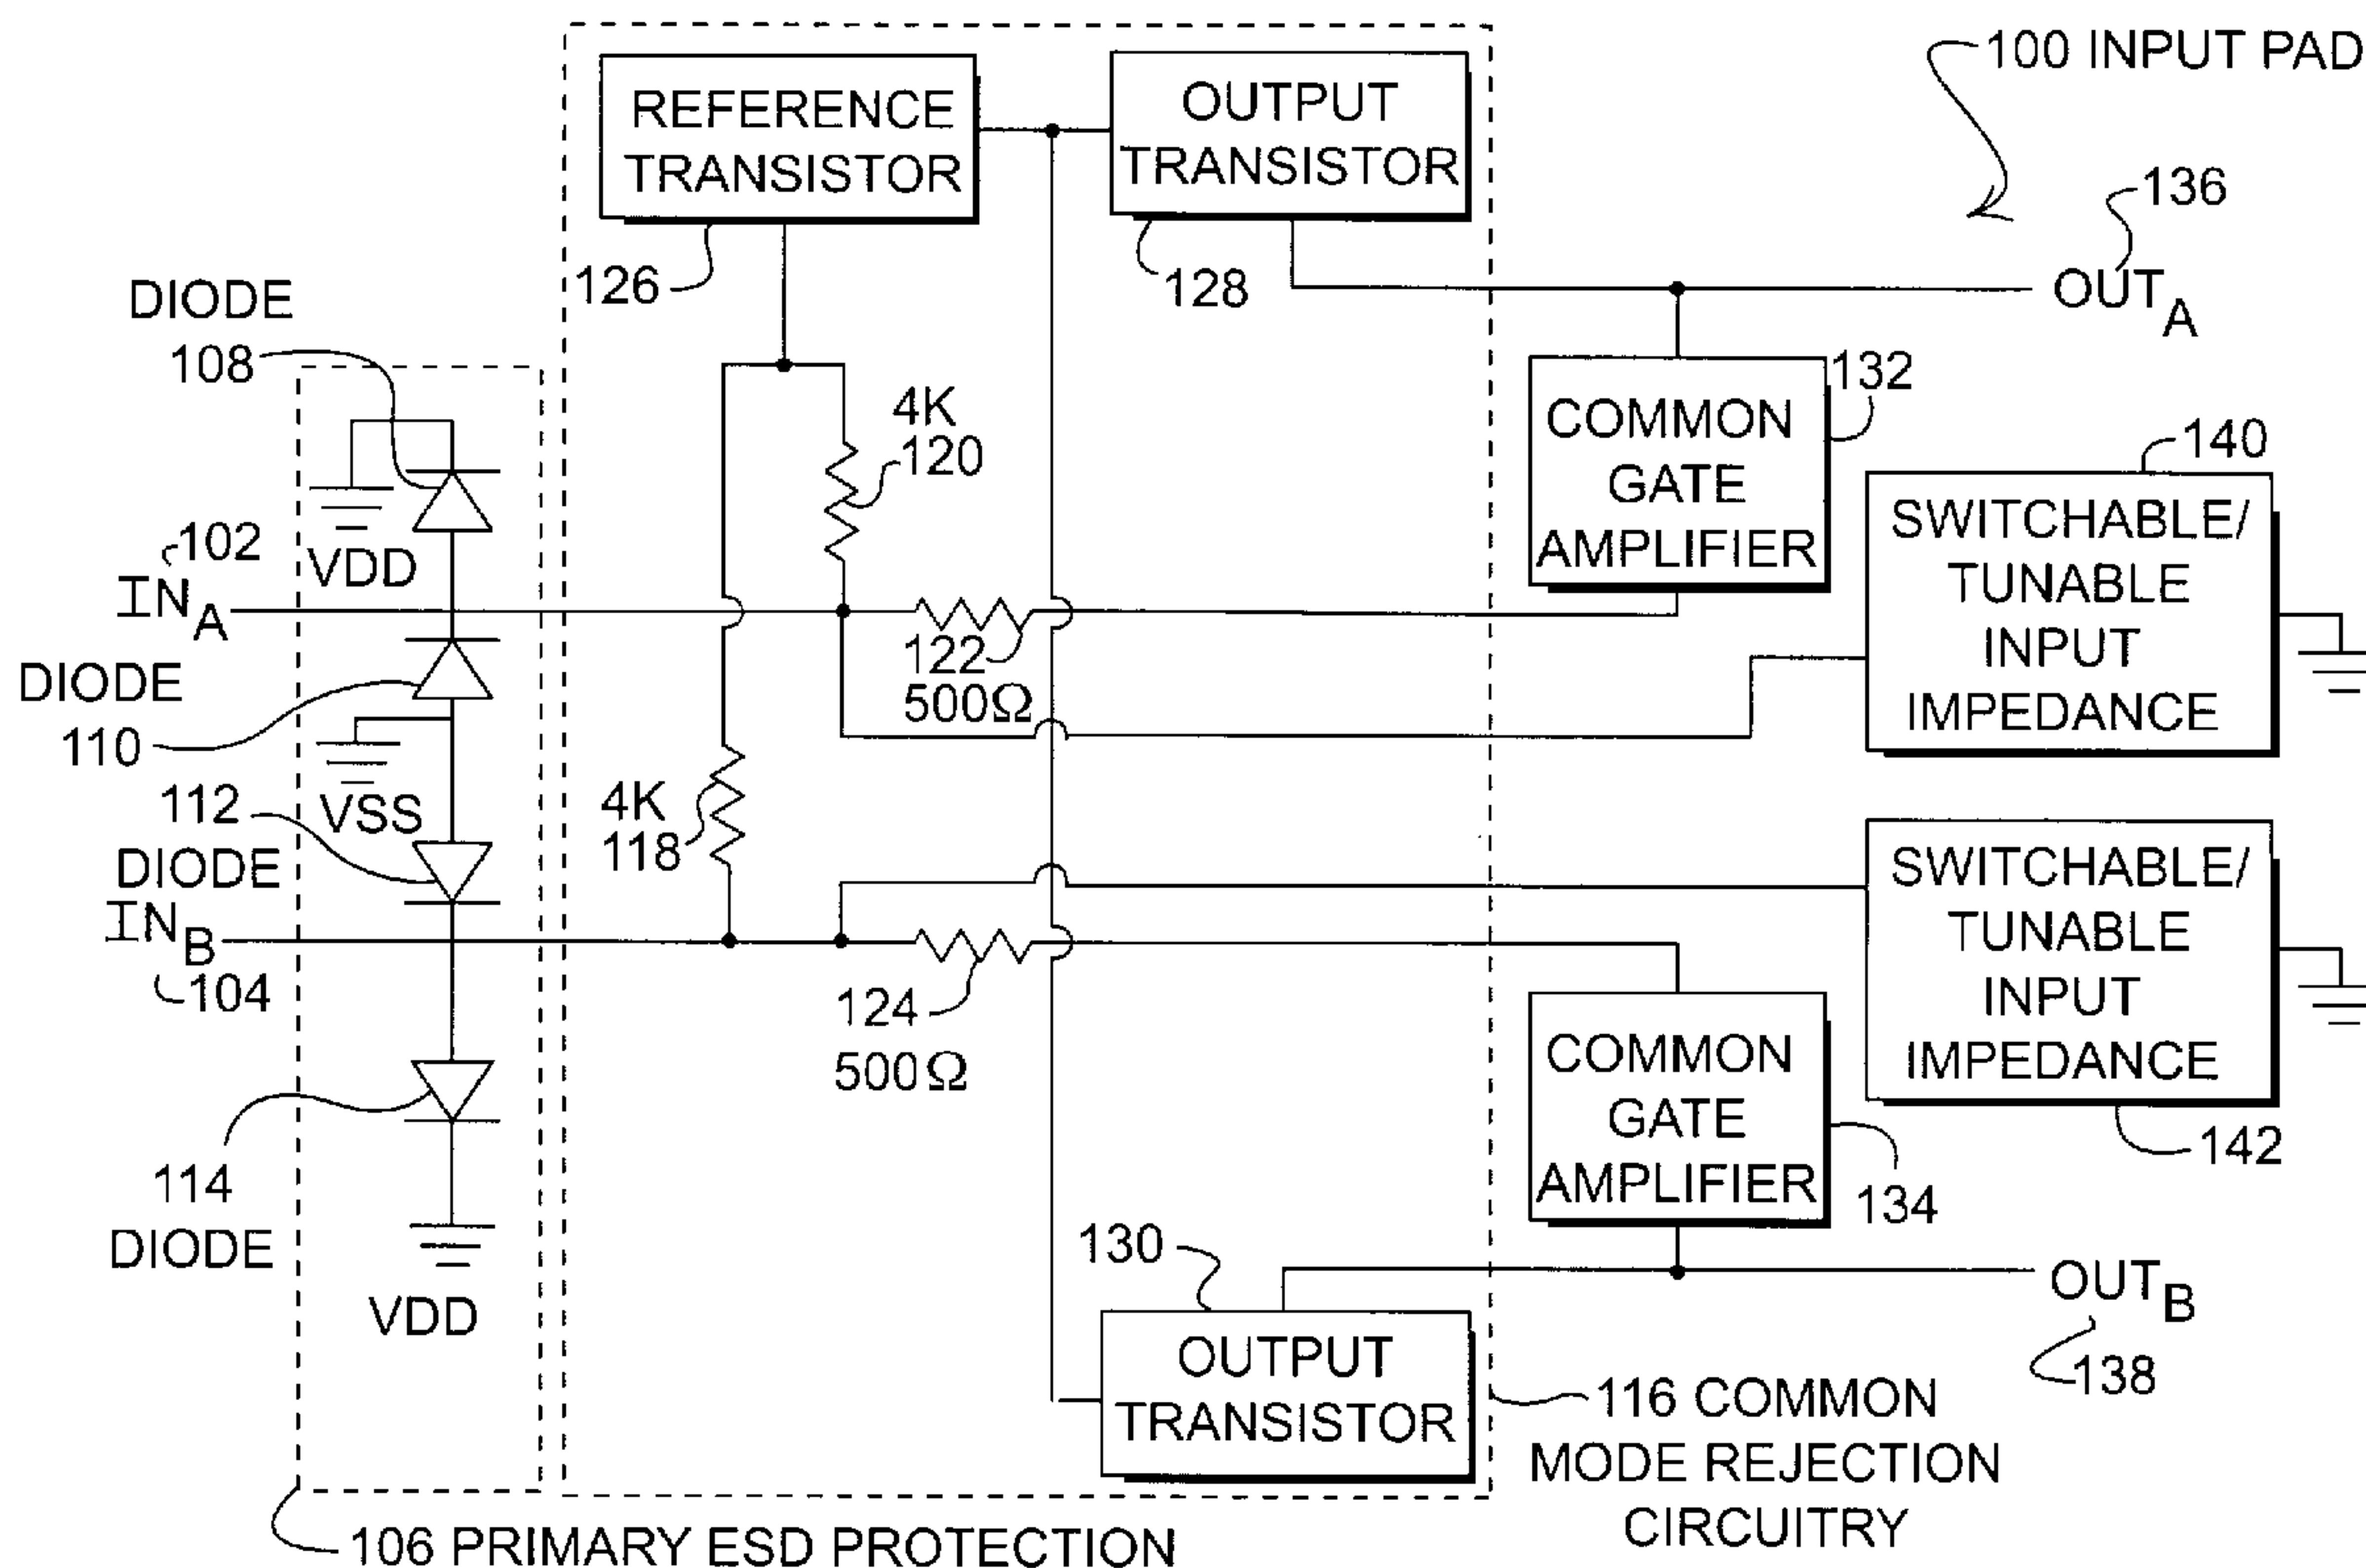 100 INPUT PAD
REFERENCE
TRANSISTOR
OUTPUT
TRANSISTOR
136
126
128
OUTA
DIODE
108
132
4K
120
COMMON
GATE
AMPLIFIER
140
SWITCHABLE/
TUNABLE
INPUT
IMPEDANCE
102
VDD
INA
122
500Ω
DIODE
110
VSS
112
4K
118
DIODE
INB
104
124
500Ω
SWITCHABLE/
TUNABLE
INPUT
IMPEDANCE
COMMON
GATE
AMPLIFIER
142
134
114
DIODE
130
VDD
OUTB
138
OUTPUT
TRANSISTOR
116 COMMON
MODE REJECTION
CIRCUITRY
106 PRIMARY ESD PROTECTION